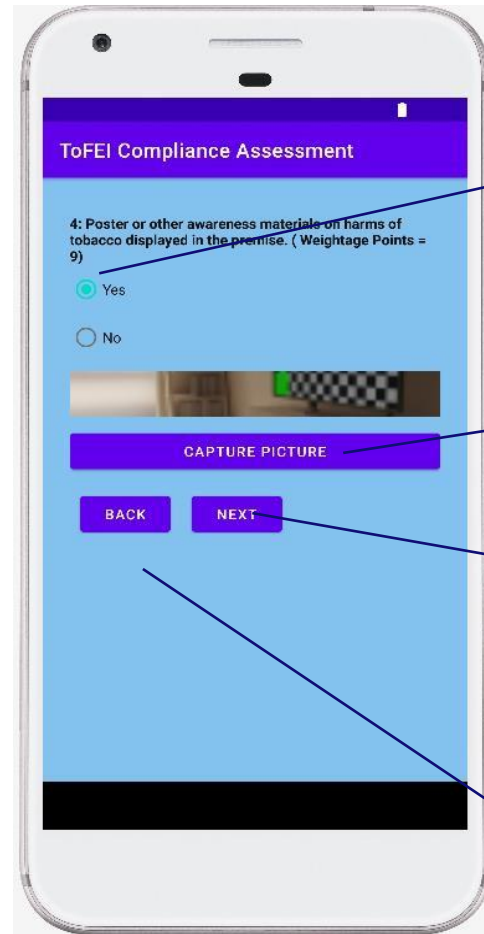 ToFEI Compliance Assessment
4: Poster or other awareness materials on harms of
tobacco displayed in the premise. ( Weightage Points =
9)
Yes
No
CAPTURE PICTURE
BACK
NEXT